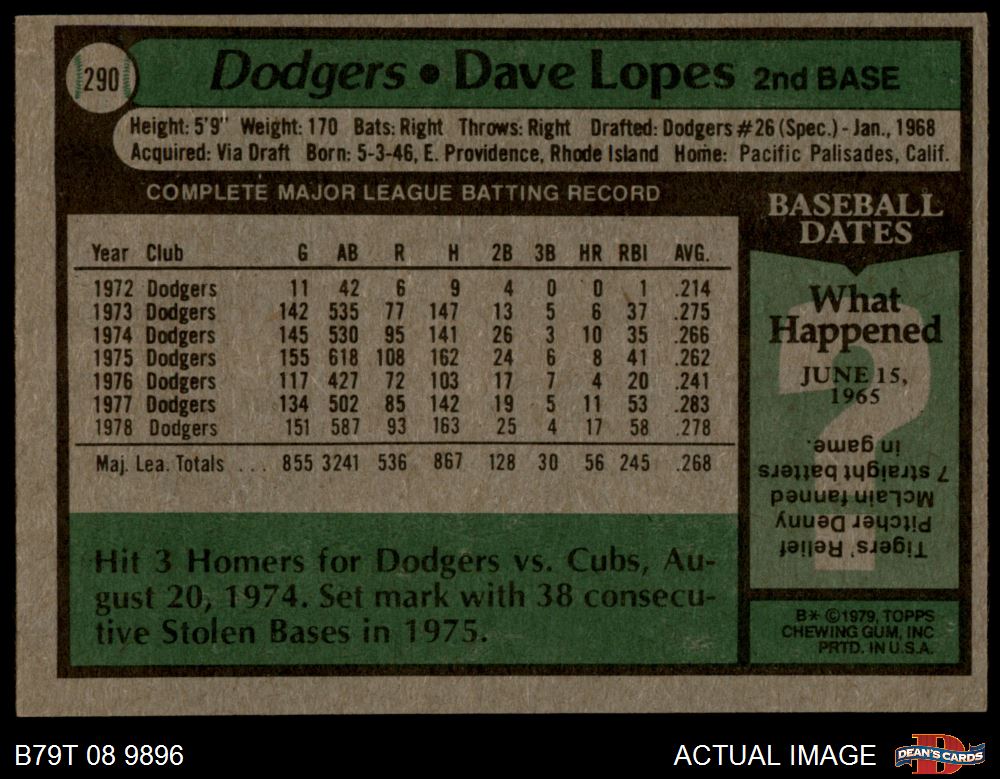 290
Dodgers • Dave Lopes 2nd BASE
Height: 5'9" Weight: 170 Bats: Right Throws: Right Drafted: Dodgers #26 (Spec.) - Jan., 1968
Acquired: Via Draft Born: 5-3-46, E. Providence, Rhode Island Home: Pacific Palisades, Calif.
COMPLETE MAJOR LEAGUE BATTING RECORD
Year Club G AB R H 2B 3B HR RBI AVG.
1972 Dodgers 11 42 6 9 4 0 0 1 .214
1973 Dodgers 142 535 77 147 13 5 6 37 .275
1974 Dodgers 145 530 95 141 26 3 10 35 .266
1975 Dodgers 155 618 108 162 24 6 8 41 .262
1976 Dodgers 117 427 72 103 17 7 4 20 .241
1977 Dodgers 134 502 85 142 19 5 11 53 .283
1978 Dodgers 151 587 93 163 25 4 17 58 .278
Maj. Lea. Totals ... 855 3241 536 867 128 30 56 245 .268
Hit 3 Homers for Dodgers vs. Cubs, Au-
gust 20, 1974. Set mark with 38 consecu-
tive Stolen Bases in 1975.
BASEBALL
DATES
What
Happened
JUNE 15,
1965
?
Tigers' Relief
Pitcher Denny
McLain fanned
7 straight batters
in game.
B* ©1979, TOPPS
CHEWING GUM, INC
PRTD. IN U.S.A.
B79T 08 9896
ACTUAL IMAGE
DEAN'S CARDS